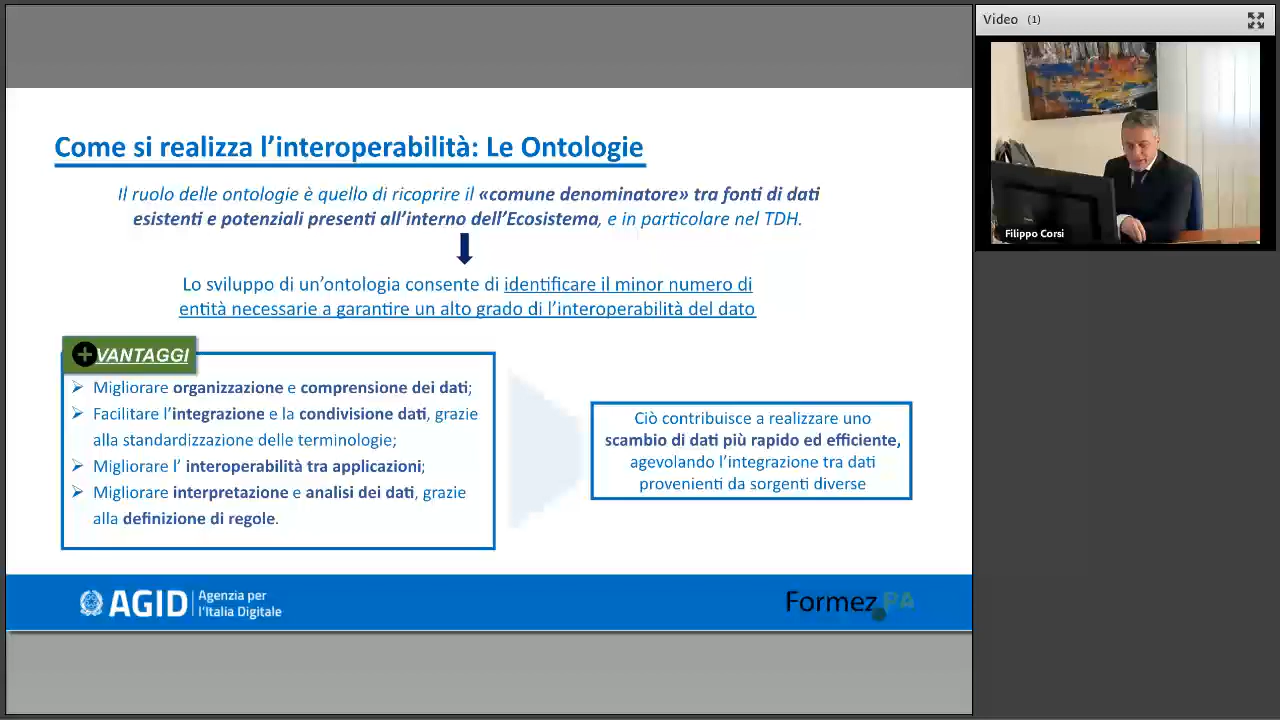 Video (1)
Filippo Corsi
Come si realizza l'interoperabilità: Le Ontologie
Il ruolo delle ontologie è quello di ricoprire il «comune denominatore» tra fonti di dati
esistenti e potenziali presenti all'interno dell'Ecosistema, e in particolare nel TDH.
Lo sviluppo di un'ontologia consente di identificare il minor numero di
entità necessarie a garantire un alto grado di l'interoperabilità del dato
VANTAGGI
Migliorare organizzazione e comprensione dei dati;
Facilitare l'integrazione e la condivisione dati, grazie
alla standardizzazione delle terminologie;
Migliorare l' interoperabilità tra applicazioni;
Migliorare interpretazione e analisi dei dati, grazie
alla definizione di regole.
Ciò contribuisce a realizzare uno
scambio di dati più rapido ed efficiente,
agevolando l'integrazione tra dati
provenienti da sorgenti diverse
AGID
Agenzia per
l'Italia Digitale
Formez PA